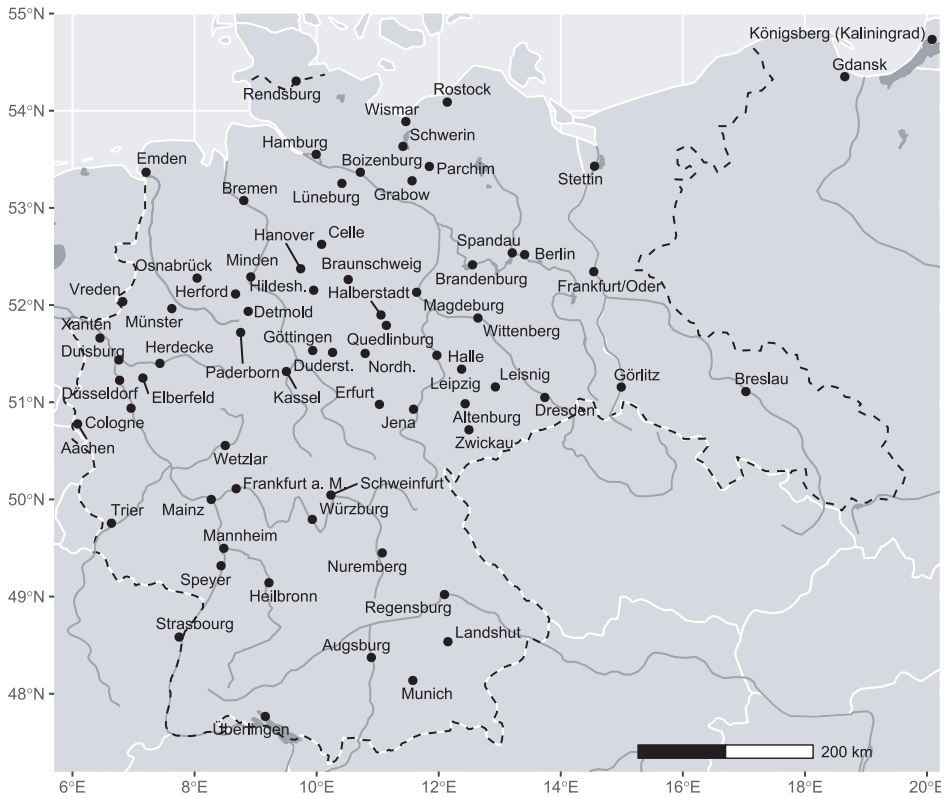 55°N
54°N
53°N
52°N
51°N
50°N
49°N
48°N
Königsberg (Kaliningrad)
Gdansk
Rendsburg
Rostock
Wismar
Schwerin
Hamburg
Boizenburg
Parchim
Emden
Stettin
Bremen
Lüneburg
Grabow
Hanover
Celle
Spandau
Berlin
Osnabrück
Minden
Braunschweig
Brandenburg
Vreden
Herford
Hildesh.
Halberstadt
Frankfurt/Oder
Magdeburg
Münster
Detmold
Xanten
Wittenberg
Göttingen
Quedlinburg
Duisburg
Herdecke
Duderst.
Nordh.
Halle
Paderborn
Leipzig
Leisnig
Görlitz
Breslau
Düsseldorf
Elberfeld
Kassel
Erfurt
Dresden
Cologne
Jena
Altenburg
Aachen
Zwickau
Wetzlar
Frankfurt a. M.
Schweinfurt
Trier
Mainz
Würzburg
Mannheim
Nuremberg
Speyer
Heilbronn
Regensburg
Strasbourg
Landshut
Augsburg
Munich
Überlingen
200 km
6°E
8°E
10°E
12°E
14°E
16°E
18°E
20°E